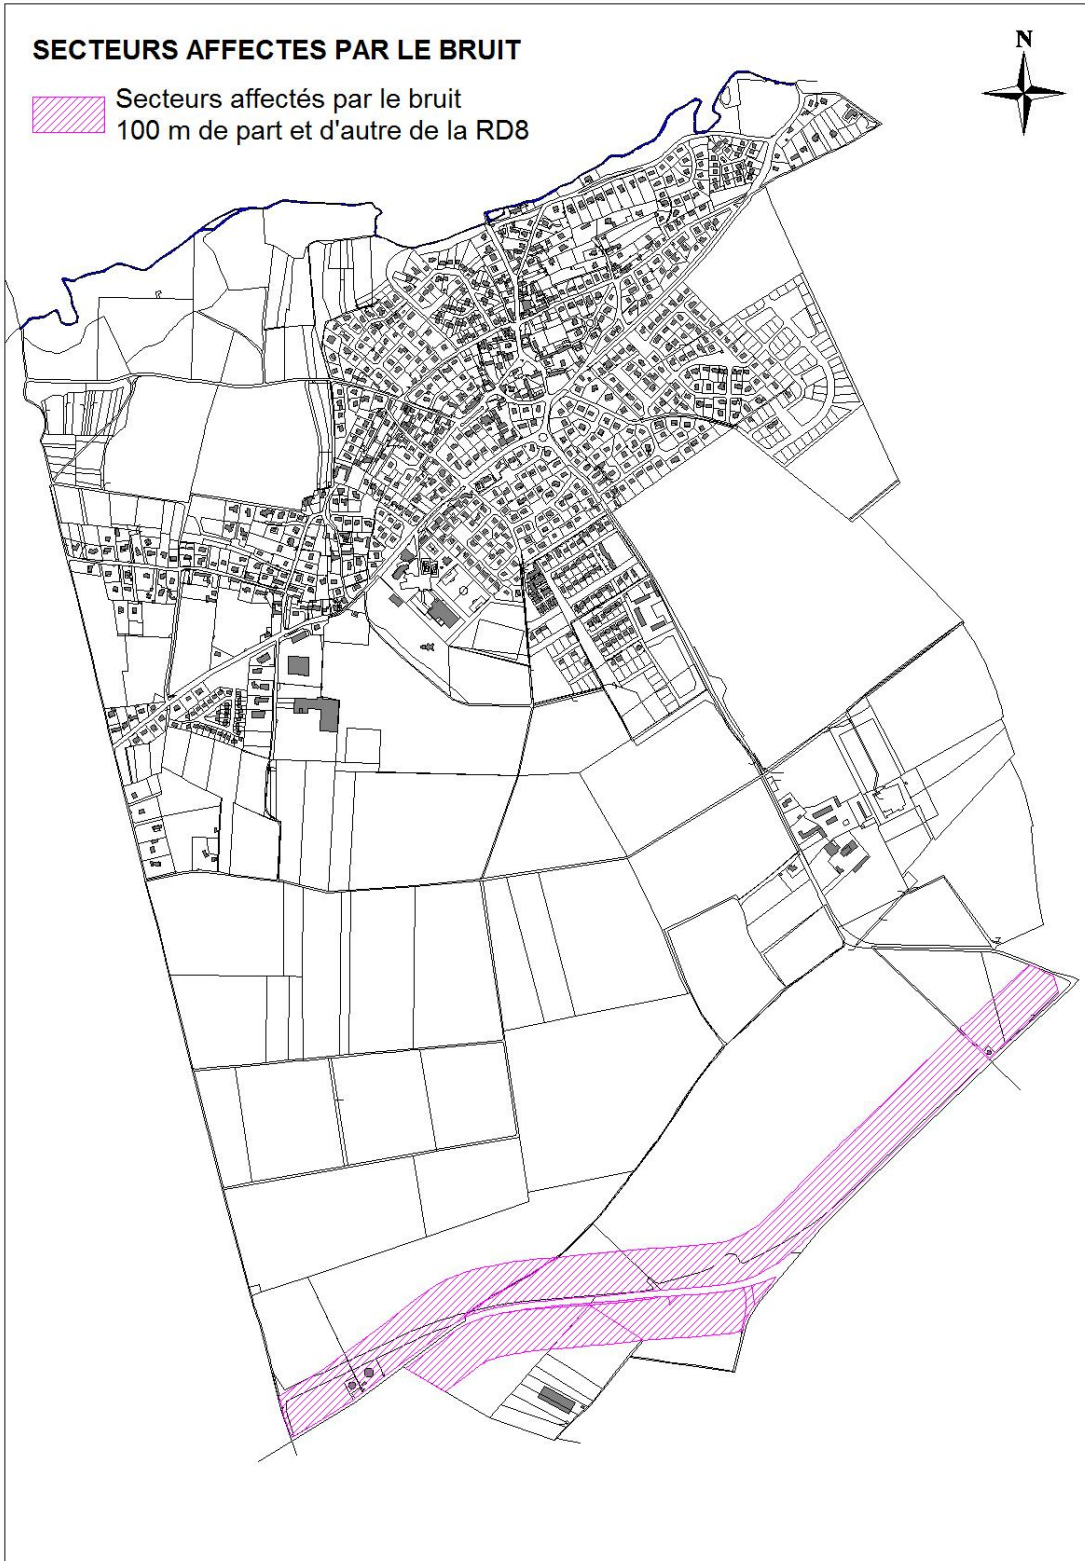 SECTEURS AFFECTES PAR LE BRUIT
N
Secteurs affectés par le bruit
100 m de part et d'autre de la RD8